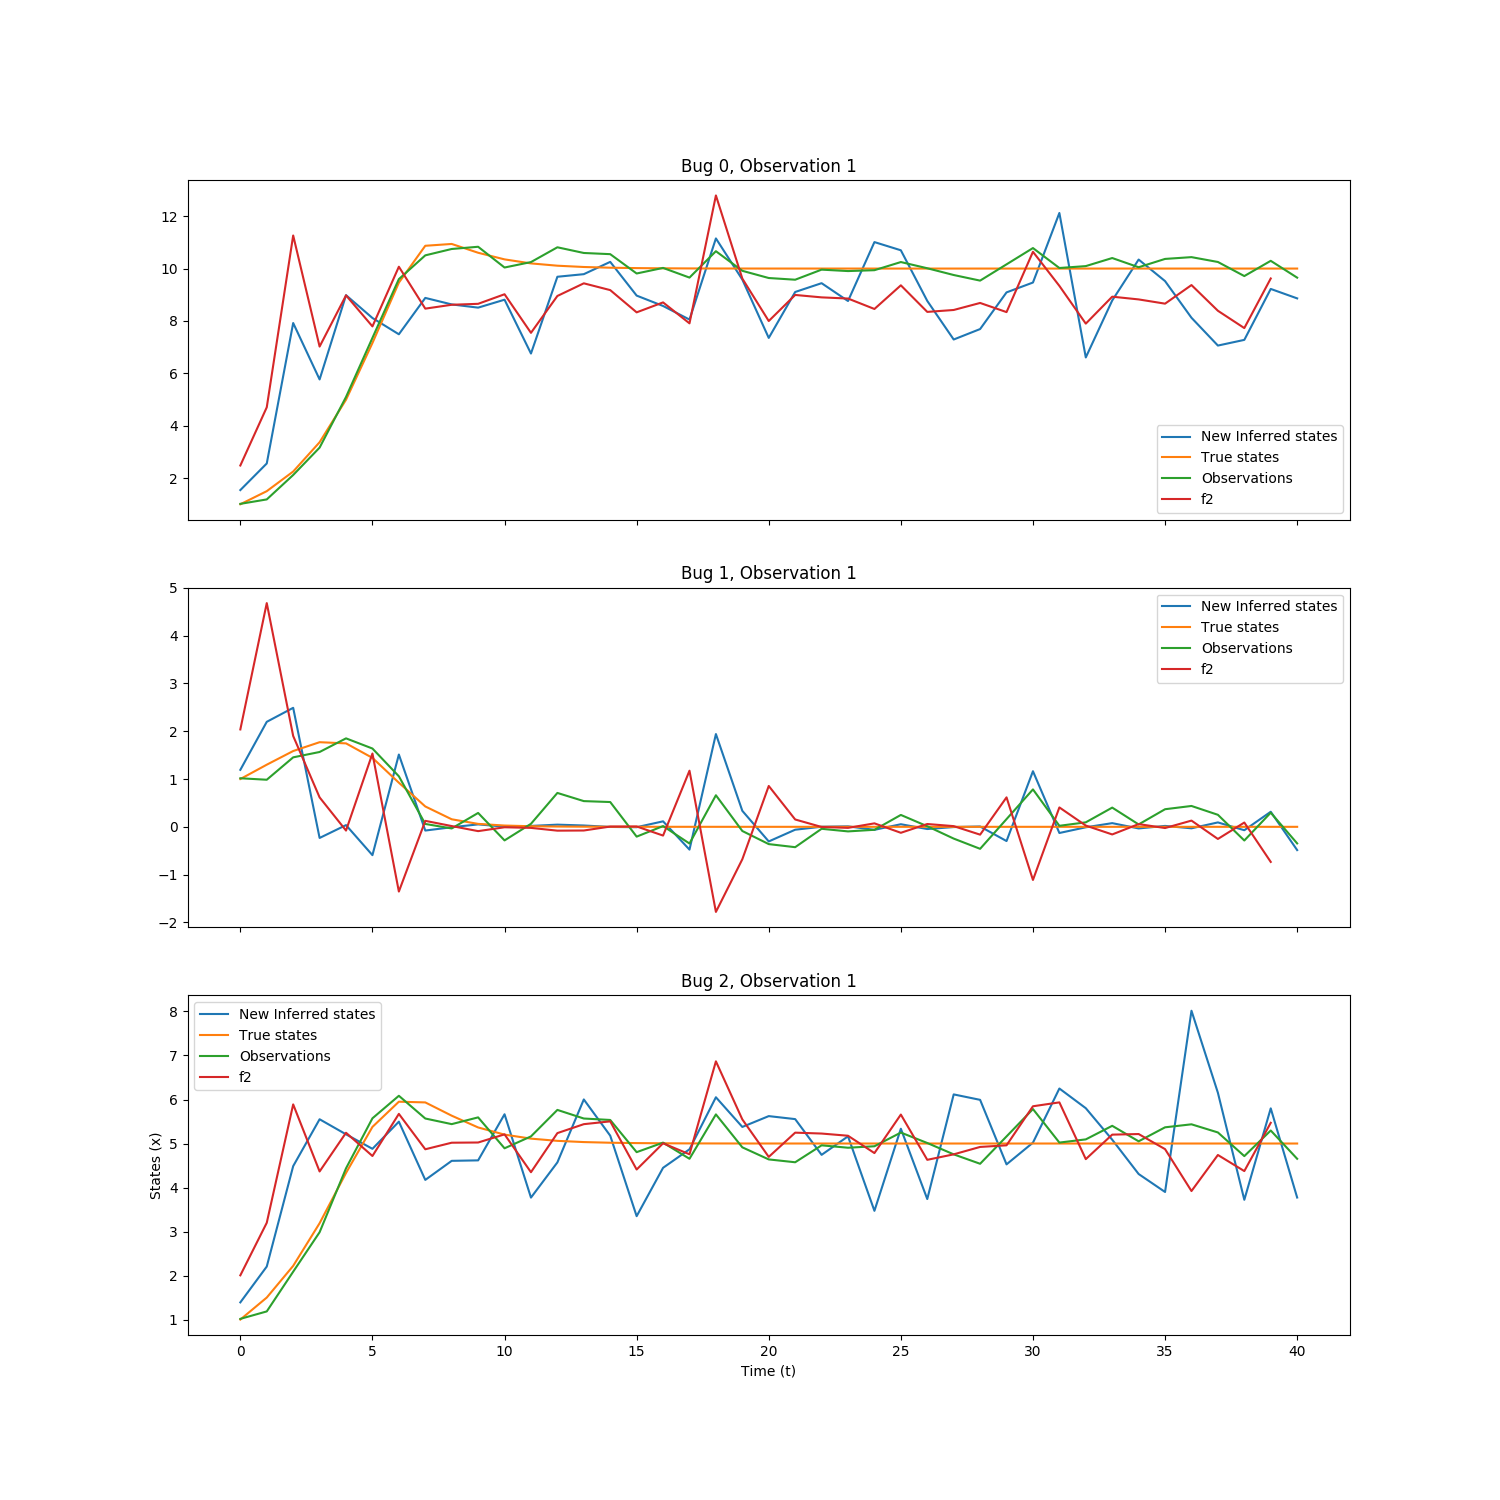 Bug 0, Observation 1
12
10
8
6
4
2
New Inferred states
True states
Observations
f2
Bug 1, Observation 1
5
4
3
2
1
0
−1
−2
New Inferred states
True states
Observations
f2
Bug 2, Observation 1
8
7
6
5
4
3
2
1
States (x)
New Inferred states
True states
Observations
f2
0 5 10 15 20 25 30 35 40
Time (t)